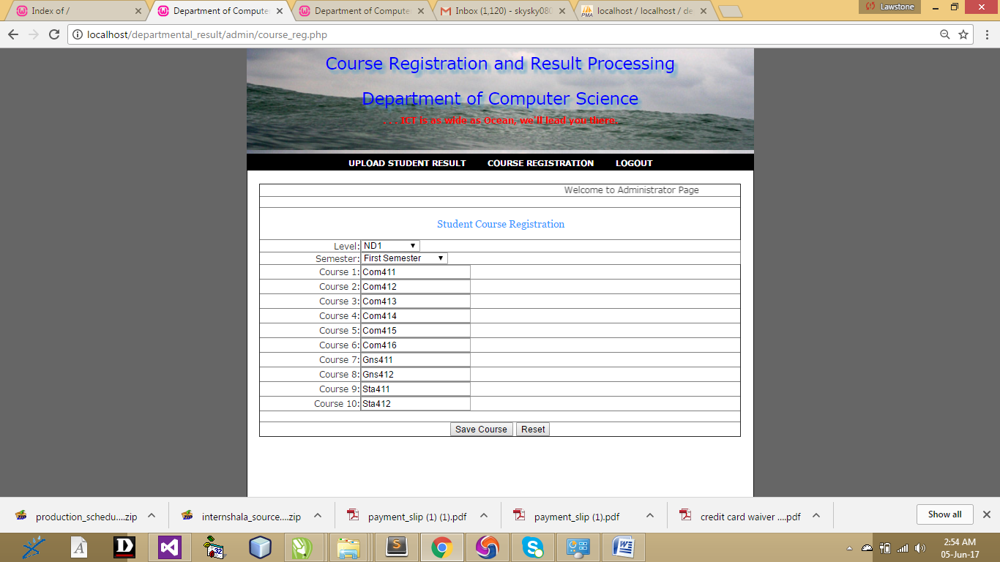 Index of /
Department of Compute
Department of Compute
Inbox (1,120) - skysky080
localhost / localhost / de
Lawstone
localhost/departmental_result/admin/course_reg.php
Course Registration and Result Processing
Department of Computer Science
.... ICT is as wide as Ocean, we'll lead you there..
UPLOAD STUDENT RESULT COURSE REGISTRATION LOGOUT
Welcome to Administrator Page
Student Course Registration
Level: ND1
Semester: First Semester
Course 1: Com411
Course 2: Com412
Course 3: Com413
Course 4: Com414
Course 5: Com415
Course 6: Com416
Course 7: Gns411
Course 8: Gns412
Course 9: Sta411
Course 10: Sta412
Save Course Reset
production_schedu....zip
internshala_source....zip
payment_slip (1) (1).pdf
payment_slip (1).pdf
credit card waiver ....pdf
Show all
2:54 AM
05-Jun-17